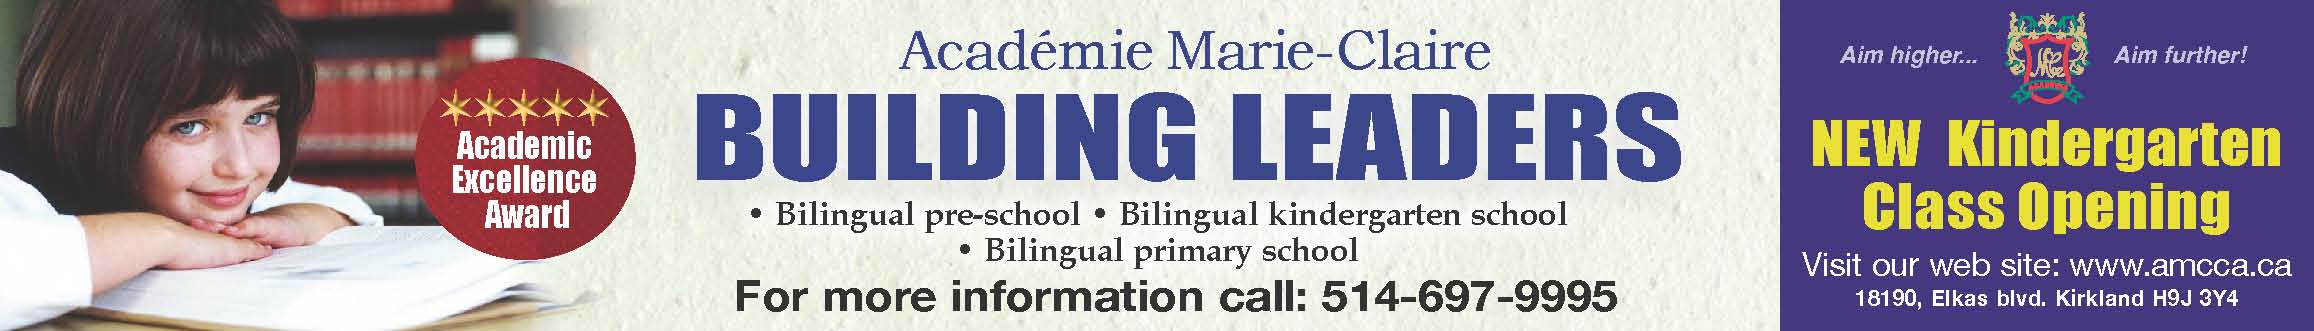 Academic
Excellence
Award
Académie Marie-Claire
BUILDING LEADERS
• Bilingual pre-school • Bilingual kindergarten school
• Bilingual primary school
For more information call: 514-697-9995
Aim higher... Aim further!
ACADEMIA
NEW Kindergarten
Class Opening
Visit our web site: www.amcca.ca
18190, Elkas blvd. Kirkland H9J 3Y4